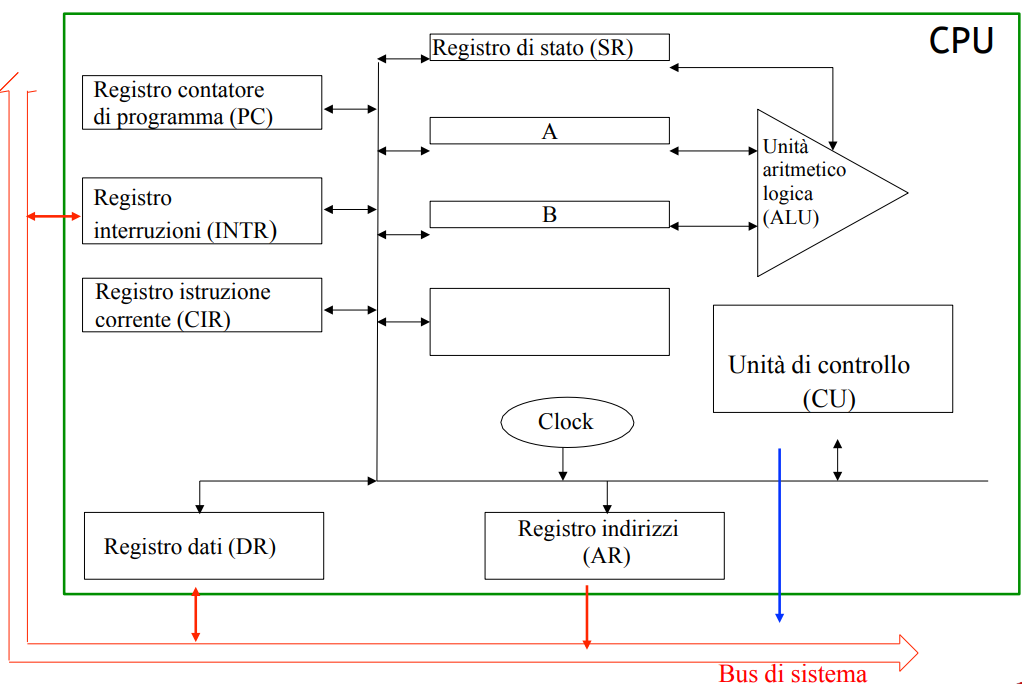 CPU
Registro di stato (SR)
Registro contatore
di programma (PC)
A
Unità
aritmetico
logica
(ALU)
Registro
interruzioni (INTR)
B
Registro istruzione
corrente (CIR)
Unità di controllo
(CU)
Clock
Registro dati (DR)
Registro indirizzi
(AR)
Bus di sistema